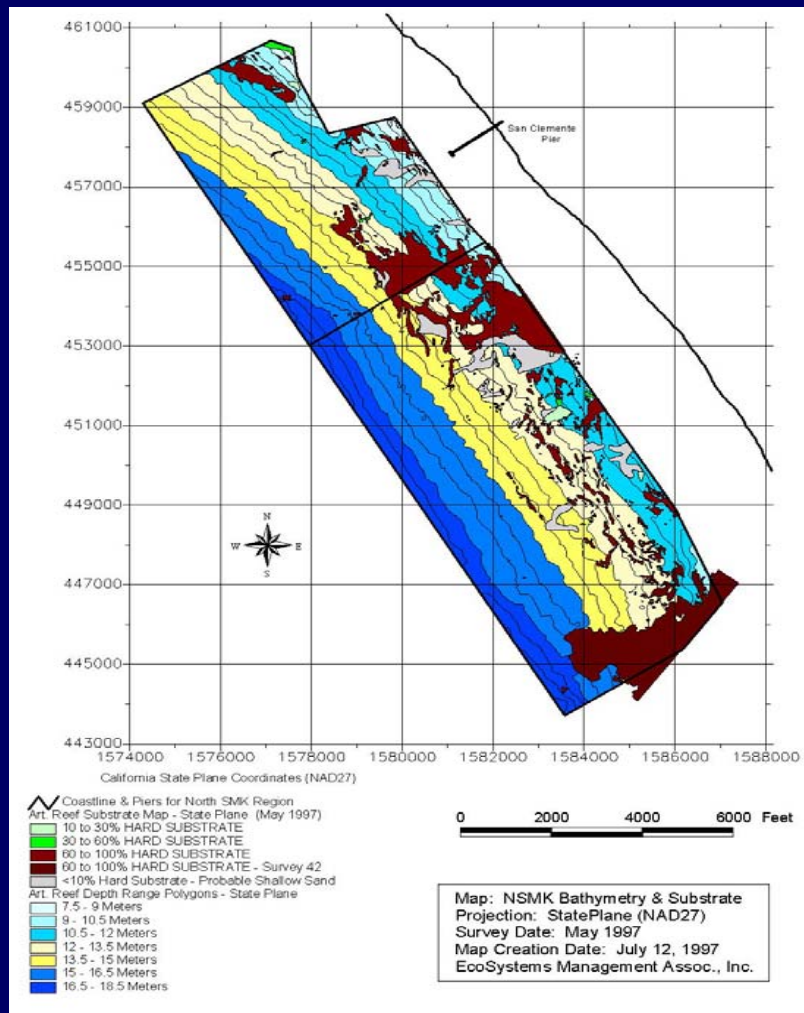 461000
459000
457000
455000
453000
451000
449000
447000
445000
443000
San Clemente
Pier
N
W E
S
1574000 1576000 1578000 1580000 1582000 1584000 1586000 1588000
California State Plane Coordinates (NAD27)
Coastline & Piers for North SMK Region
Art. Reef Substrate Map - State Plane (May 1997)
10 to 30% HARD SUBSTRATE
30 to 60% HARD SUBSTRATE
60 to 100% HARD SUBSTRATE
60 to 100% HARD SUBSTRATE - Survey 42
<10% Hard Substrate - Probable Shallow Sand
Art. Reef Depth Range Polygons - State Plane
7.5 - 9 Meters
9 - 10.5 Meters
10.5 - 12 Meters
12 - 13.5 Meters
13.5 - 15 Meters
15 - 16.5 Meters
16.5 - 18.5 Meters
0 2000 4000 6000 Feet
Map: NSMK Bathymetry & Substrate
Projection: StatePlane (NAD27)
Survey Date: May 1997
Map Creation Date: July 12, 1997
EcoSystems Management Assoc., Inc.